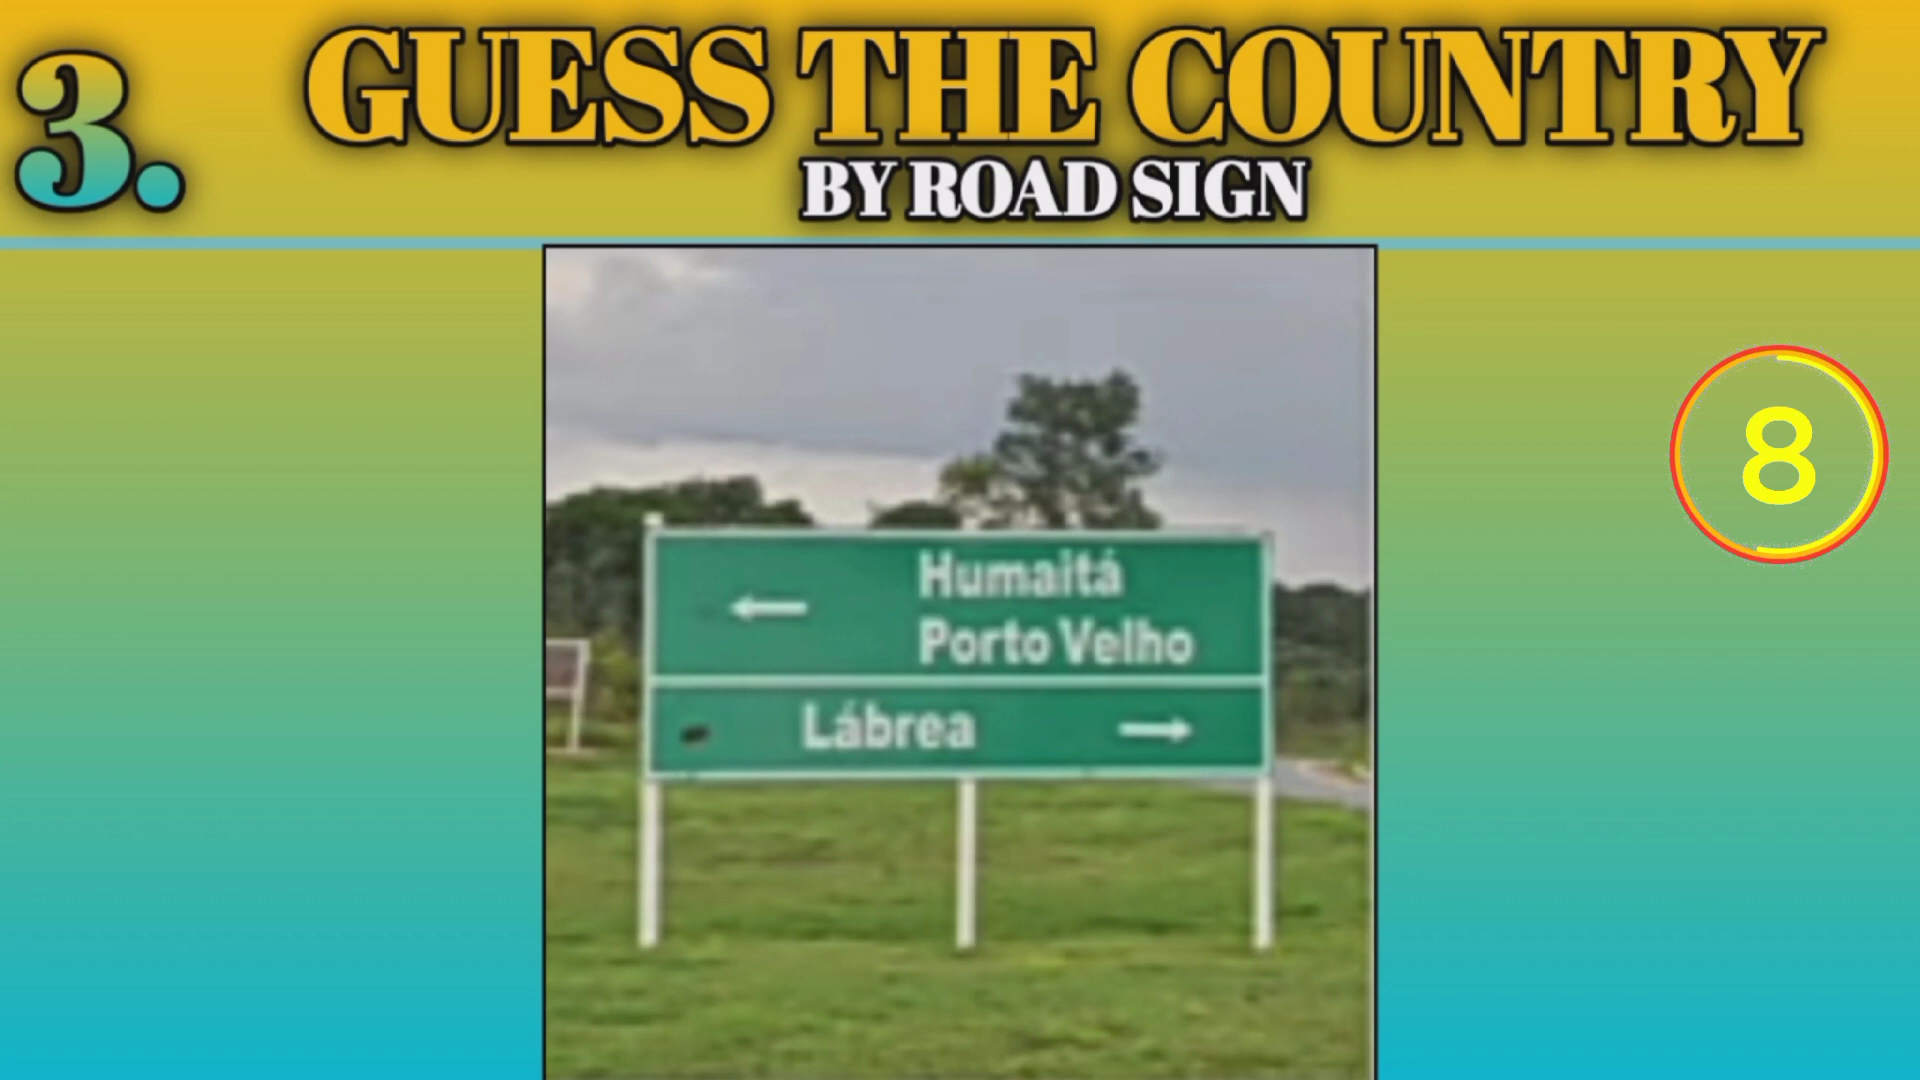 3.
GUESS THE COUNTRY
BY ROAD SIGN
8
Humaitá
Porto Velho
Lábrea